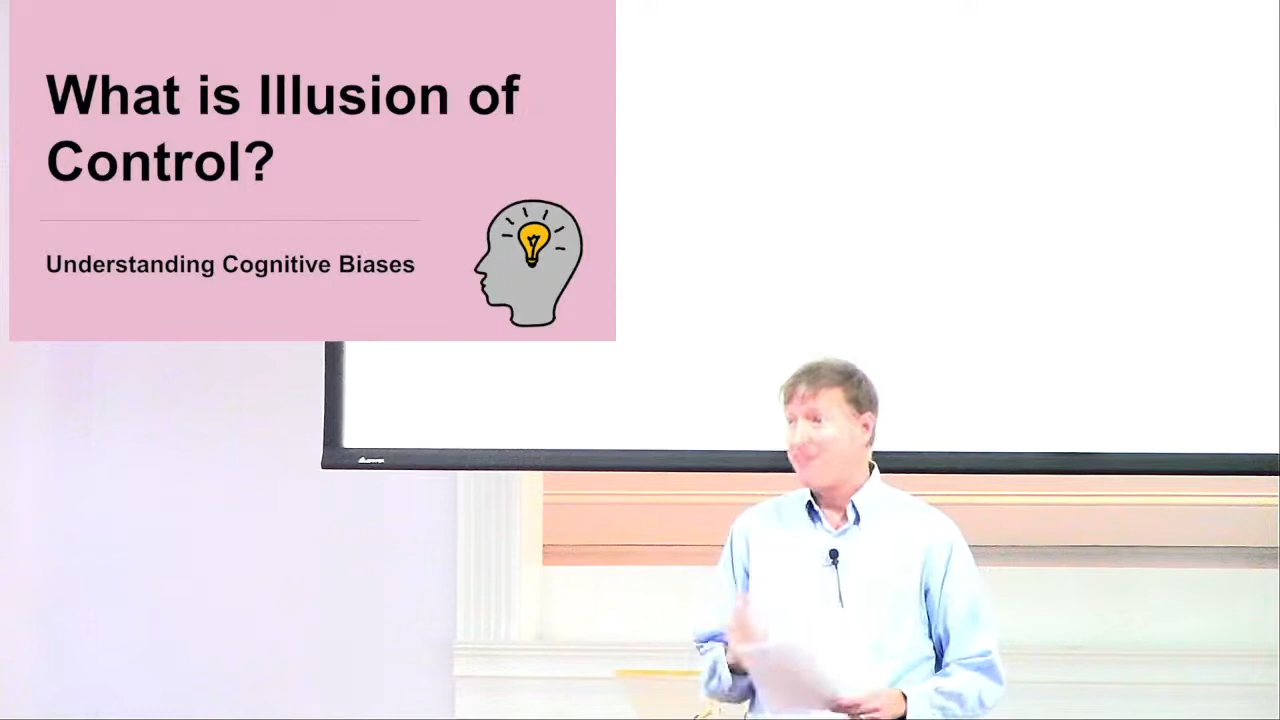 What is Illusion of
Control?
Understanding Cognitive Biases